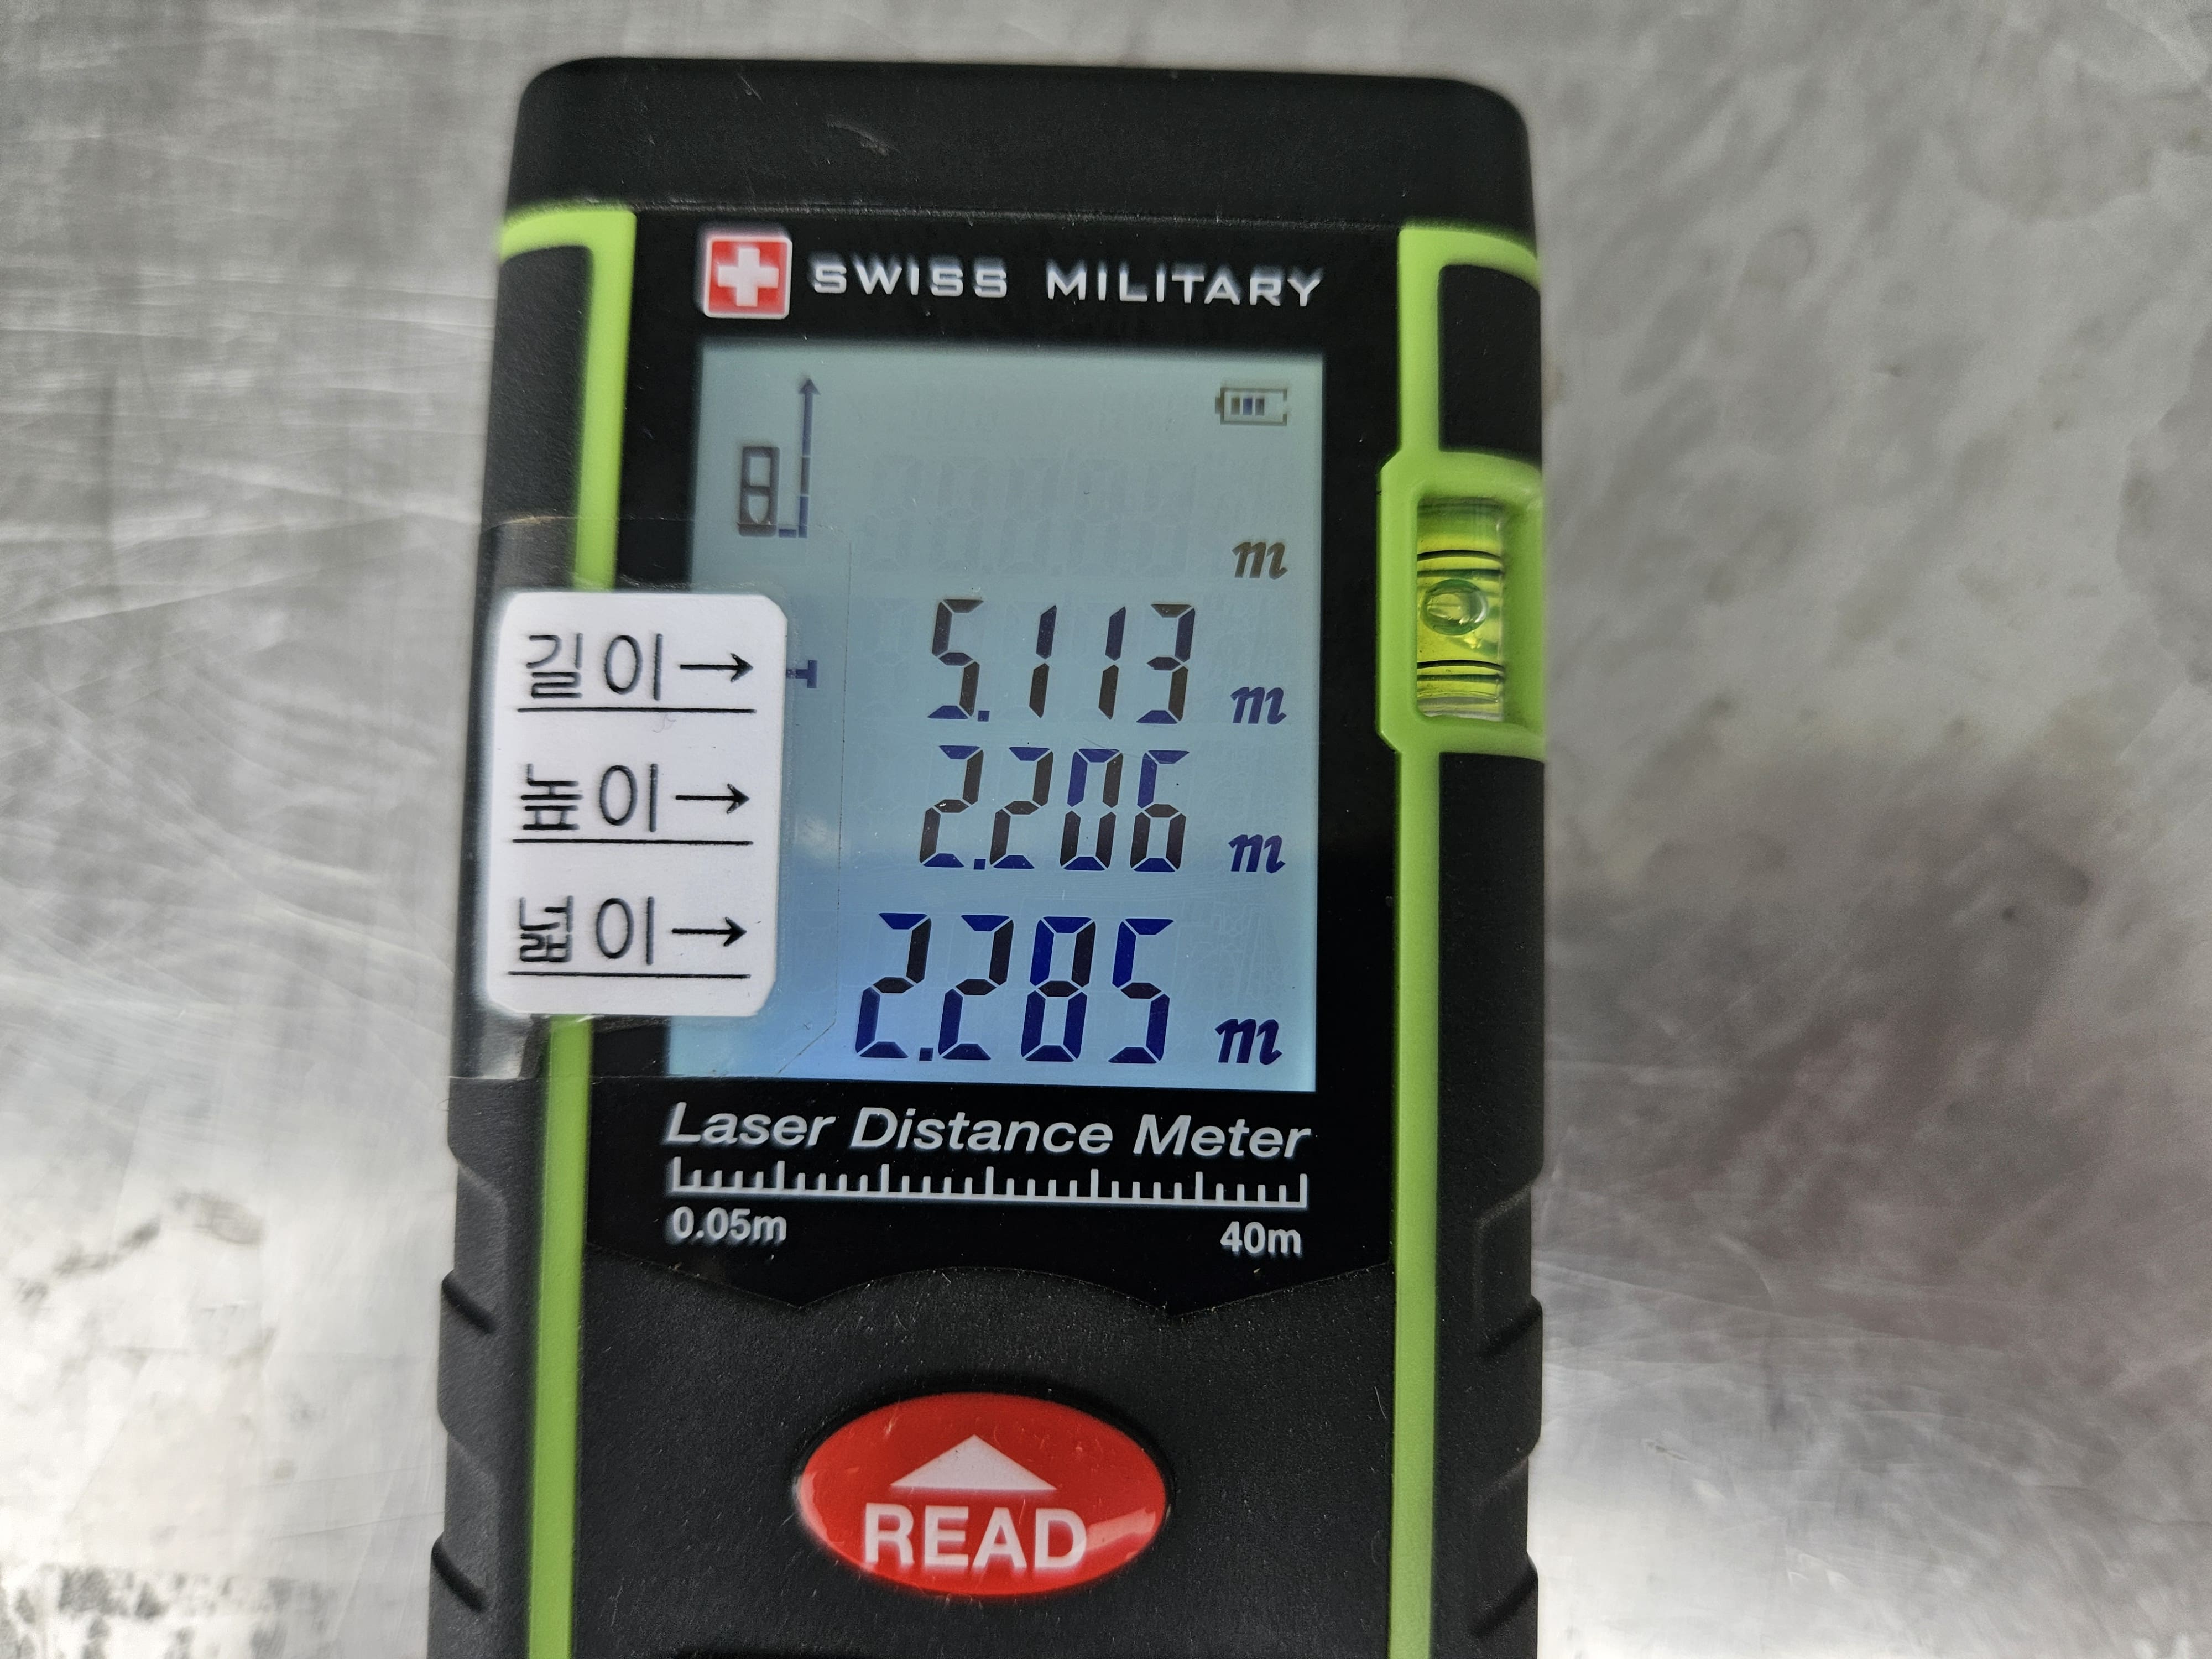 SWISS MILITARY
m
길이→ 5.113 m
높이→ 2.206 m
넓이→ 2.285 m
Laser Distance Meter
0.05m 40m
READ